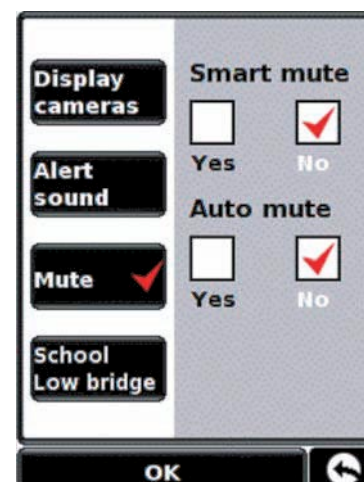 Display
cameras
Alert
sound
Mute
School
Low bridge
Smart mute
Yes No
Auto mute
Yes No
OK